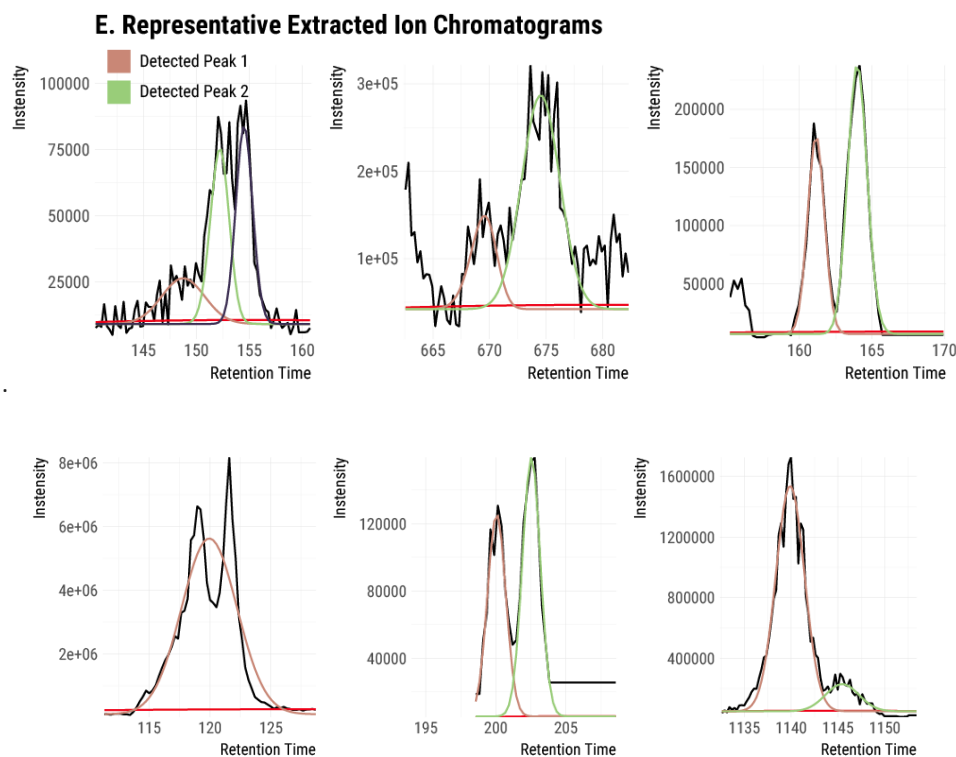 E. Representative Extracted Ion Chromatograms
Detected Peak 1
Detected Peak 2
Instensity
100000
75000
50000
25000
145 150 155 160
Retention Time
Instensity
3e+05
2e+05
1e+05
665 670 675 680
Retention Time
Instensity
200000
150000
100000
50000
160 165 170
Retention Time
.
Instensity
8e+06
6e+06
4e+06
2e+06
115 120 125
Retention Time
Instensity
120000
80000
40000
195 200 205
Retention Time
Instensity
1600000
1200000
800000
400000
1135 1140 1145 1150
Retention Time